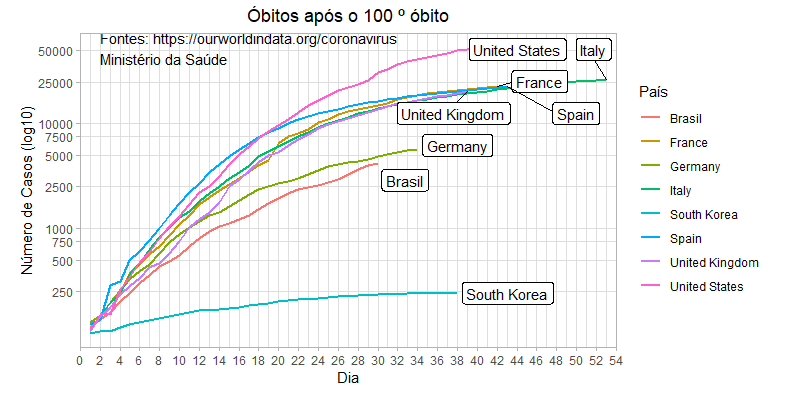 Óbitos após o 100 º óbito
Fontes: https://ourworldindata.org/coronavirus
Ministério da Saúde
Número de Casos (log10)
50000
25000
10000
7500
5000
2500
1000
750
500
250
United States
Italy
France
United Kingdom
Spain
Germany
Brasil
South Korea
0 2 4 6 8 10 12 14 16 18 20 22 24 26 28 30 32 34 36 38 40 42 44 46 48 50 52 54
Dia
País
Brasil
France
Germany
Italy
South Korea
Spain
United Kingdom
United States